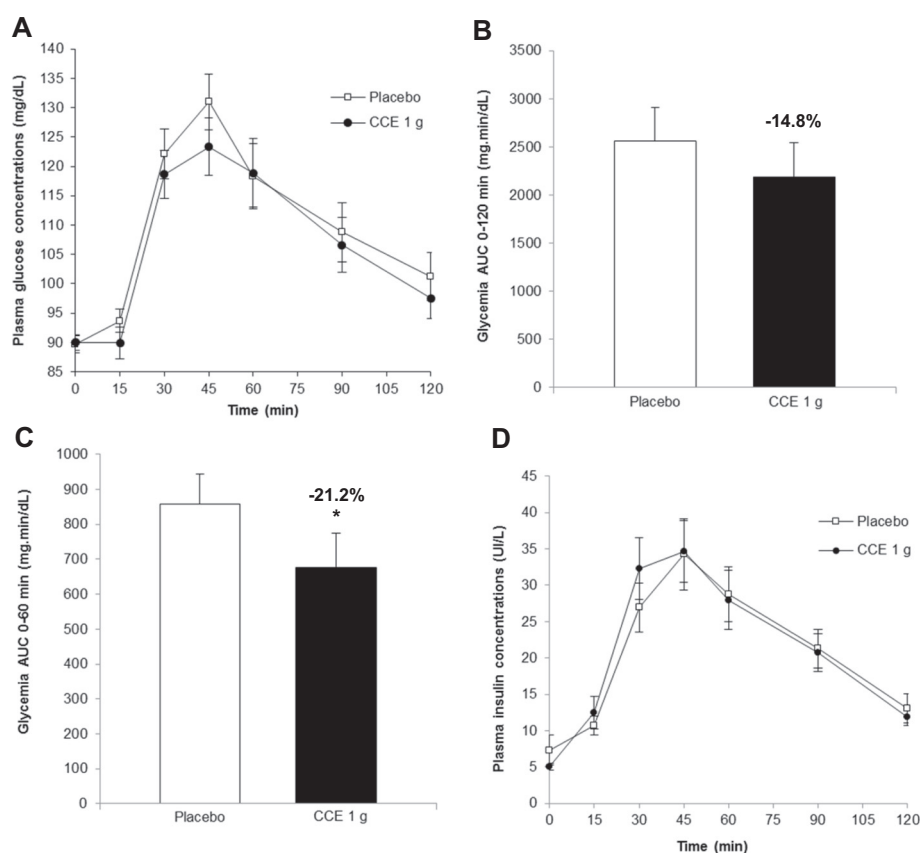 A
Plasma glucose concentrations (mg/dL)
140
135
130
125
120
115
110
105
100
95
90
85
0 15 30 45 60 75 90 105 120
Time (min)
Placebo
CCE 1 g
B
Glycemia AUC 0-120 min (mg.min/dL)
3500
3000
2500
2000
1500
1000
500
0
-14.8%
Placebo CCE 1 g
C
Glycemia AUC 0-60 min (mg.min/dL)
1000
900
800
700
600
500
400
300
200
100
000
-21.2%
*
Placebo CCE 1 g
D
Plasma insulin concentrations (UI/L)
45
40
35
30
25
20
15
10
5
0
0 15 30 45 60 75 90 105 120
Time (min)
Placebo
CCE 1 g